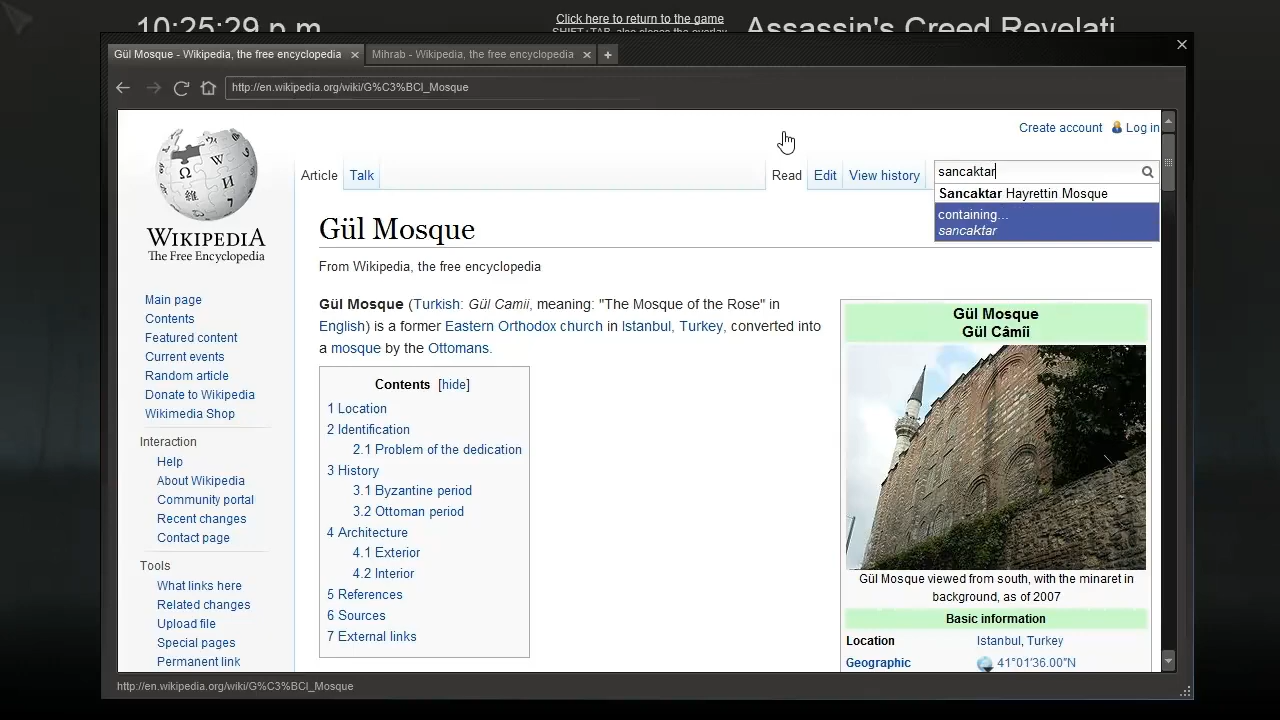 10:25:29 p.m
Click here to return to the game
SHIFT+TAB also closes the overlay
Assassin's Creed Revelati
Gül Mosque - Wikipedia, the free encyclopedia
Mihrab - Wikipedia, the free encyclopedia
http://en.wikipedia.org/wiki/G%C3%BCl_Mosque
Create account Log in
Article Talk Read Edit View history
sancaktar
Sancaktar Hayrettin Mosque
containing...
sancaktar
WIKIPEDIA
The Free Encyclopedia
Main page
Contents
Featured content
Current events
Random article
Donate to Wikipedia
Wikimedia Shop
Interaction
Help
About Wikipedia
Community portal
Recent changes
Contact page
Tools
What links here
Related changes
Upload file
Special pages
Permanent link
Gül Mosque
From Wikipedia, the free encyclopedia
Gül Mosque (Turkish: Gül Camii, meaning: "The Mosque of the Rose" in
English) is a former Eastern Orthodox church in Istanbul, Turkey, converted into
a mosque by the Ottomans.
Contents [hide]
1 Location
2 Identification
2.1 Problem of the dedication
3 History
3.1 Byzantine period
3.2 Ottoman period
4 Architecture
4.1 Exterior
4.2 Interior
5 References
6 Sources
7 External links
Gül Mosque
Gül Câmîi
Gül Mosque viewed from south, with the minaret in
background, as of 2007
Basic information
Location Istanbul, Turkey
Geographic 41°01′36.00″N
http://en.wikipedia.org/wiki/G%C3%BCl_Mosque